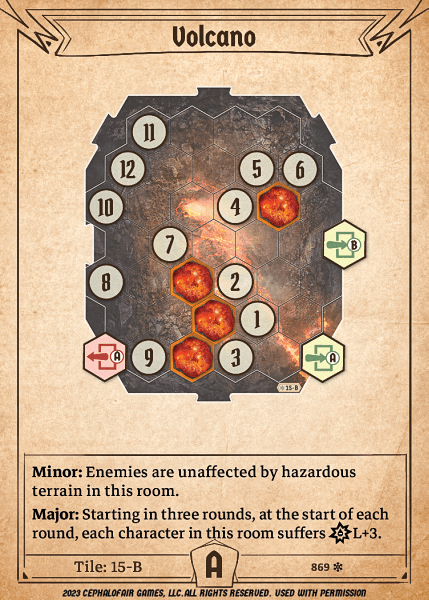 Volcano
11
12
5
6
10
4
7
B
8
2
1
A
9
3
A
15-B
Minor: Enemies are unaffected by hazardous
terrain in this room.
Major: Starting in three rounds, at the start of each
round, each character in this room suffers L+3.
Tile: 15-B
A
869
2023 CEPHALOFAIR GAMES, LLC. ALL RIGHTS RESERVED. USED WITH PERMISSION